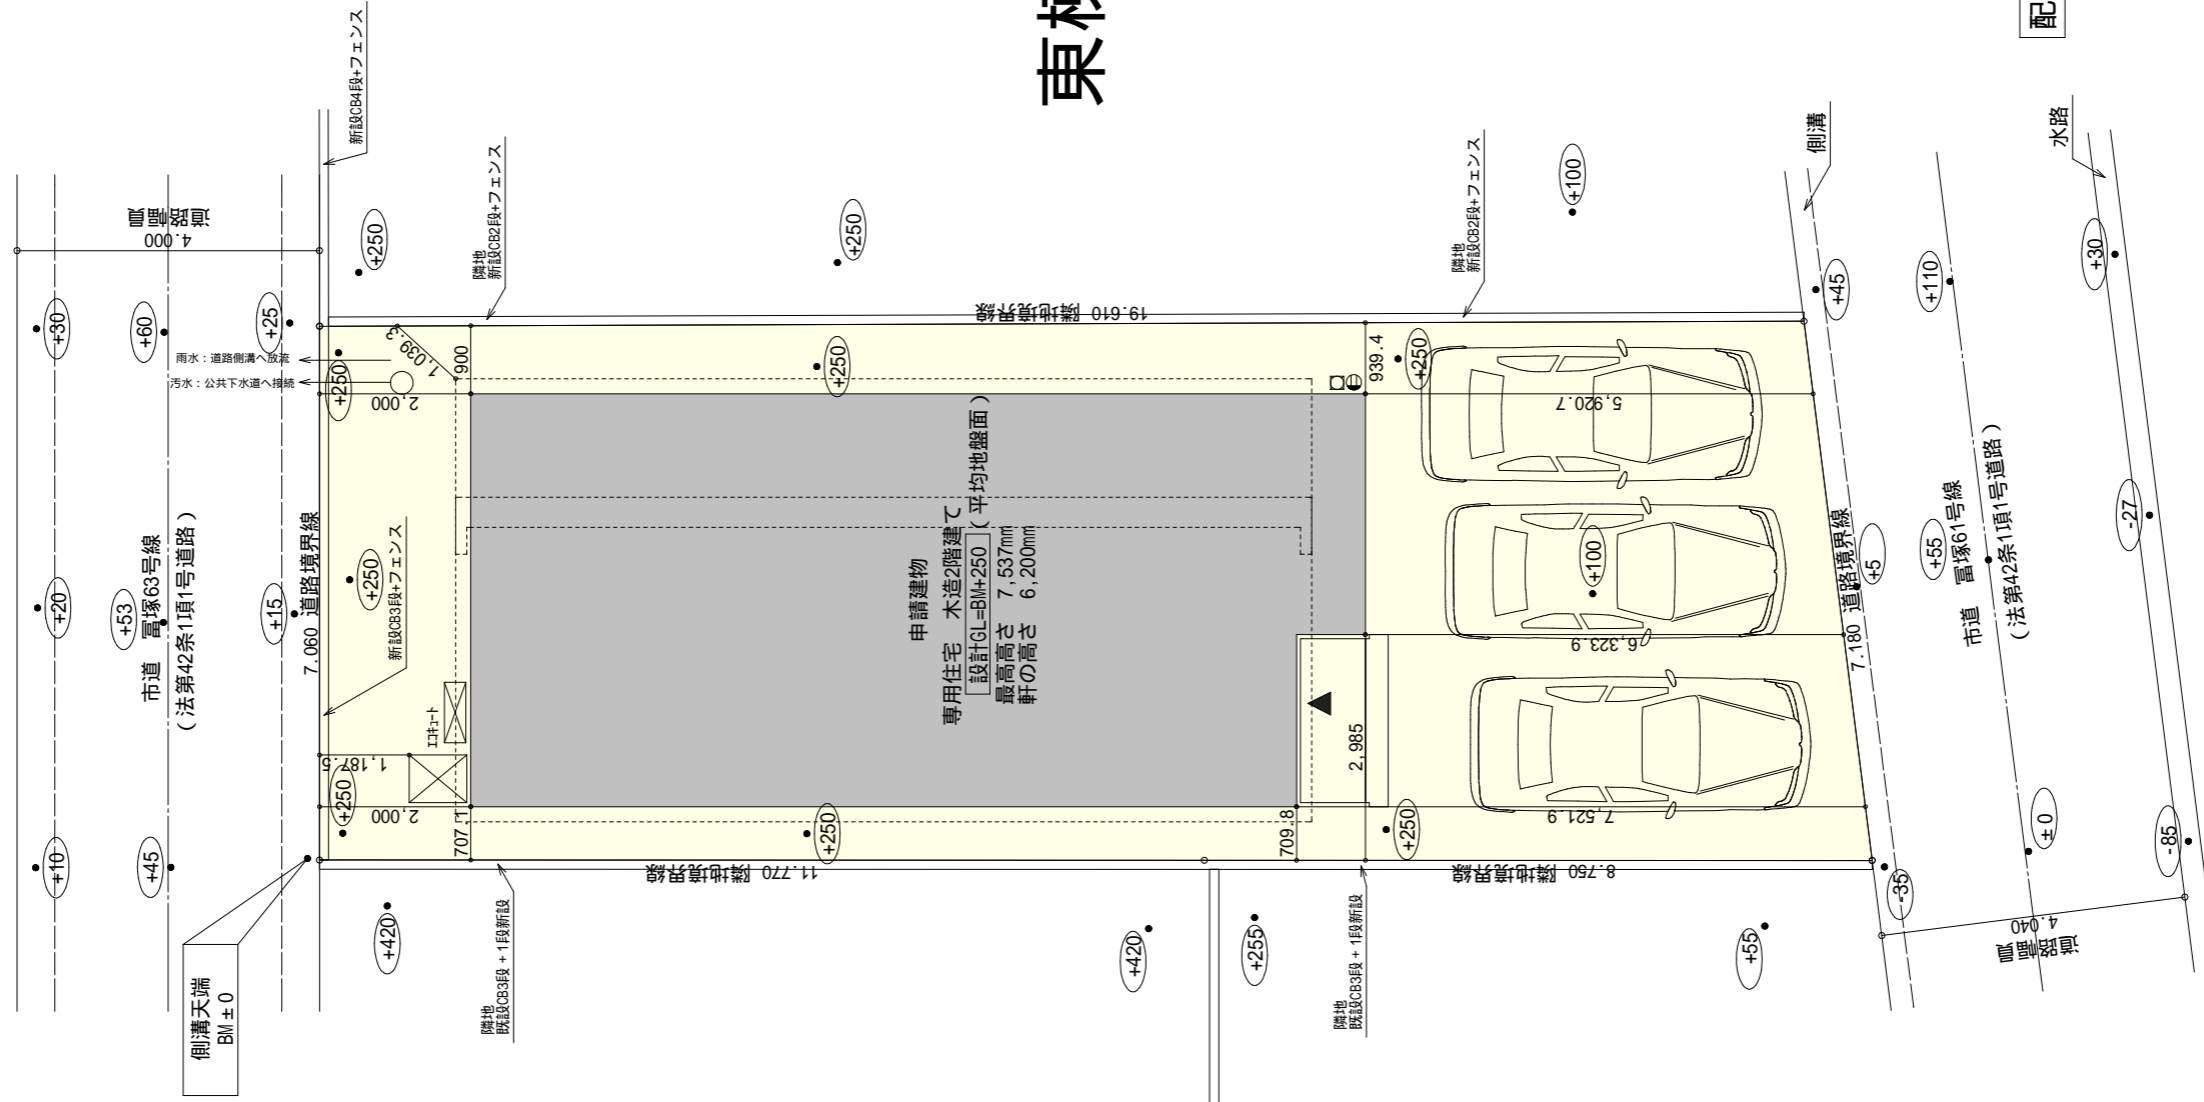 東
配
新設CB4段+フェンス
道路
幅員
4.000
+30
+60
+25
+250
隣地
新設CB2段+フェンス
+250
+100
隣地
新設CB2段+フェンス
側溝
水路
+30
+110
+45
19.610 隣地境界線
雨水：道路側溝へ放流
汚水：公共下水道へ接続
+250
2,000
900
+250
939.4
+250
5,920.7
+20
+53
市道 冨塚63号線
（法第42条1項1号道路）
+15
7.060 道路境界線
+250
新設CB3段+フェンス
エコキュート
申請建物
専用住宅 木造2階建て
設計GL=BM+250（平均地盤面）
最高高さ 7,537mm
軒の高さ 6,200mm
+100
6,323.9
7.180 道路境界線
+5
+55
市道 冨塚61号線
（法第42条1項1号道路）
-27
+10
+45
1,187.5
+250
2,000
707.1
+250
709.8
2,985
+250
7,521.9
11.770 隣地境界線
8.750 隣地境界線
側溝天端
BM±0
+420
隣地
既設CB3段 + 1段新設
+420
+255
隣地
既設CB3段 + 1段新設
+55
-35
±0
-85
4.040
道路
幅員